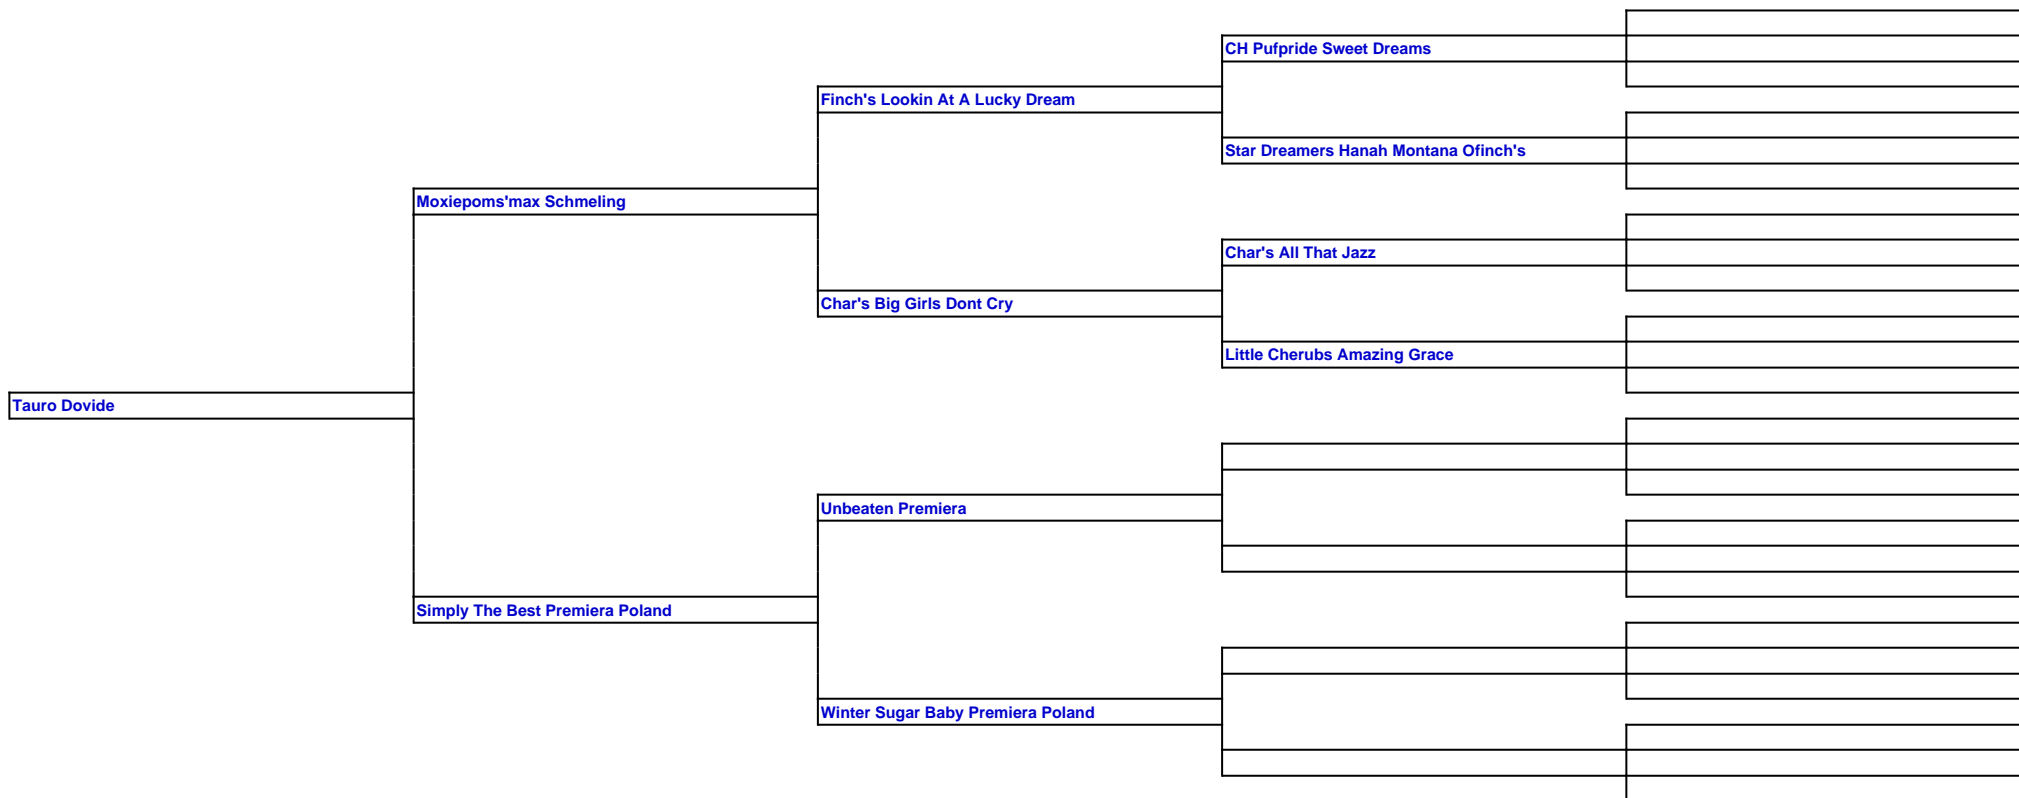 CH Pufpride Sweet Dreams
Finch's Lookin At A Lucky Dream
Star Dreamers Hanah Montana Ofinch's
Moxiepoms'max Schmeling
Char's All That Jazz
Char's Big Girls Dont Cry
Little Cherubs Amazing Grace
Tauro Dovide
Unbeaten Premiera
Simply The Best Premiera Poland
Winter Sugar Baby Premiera Poland